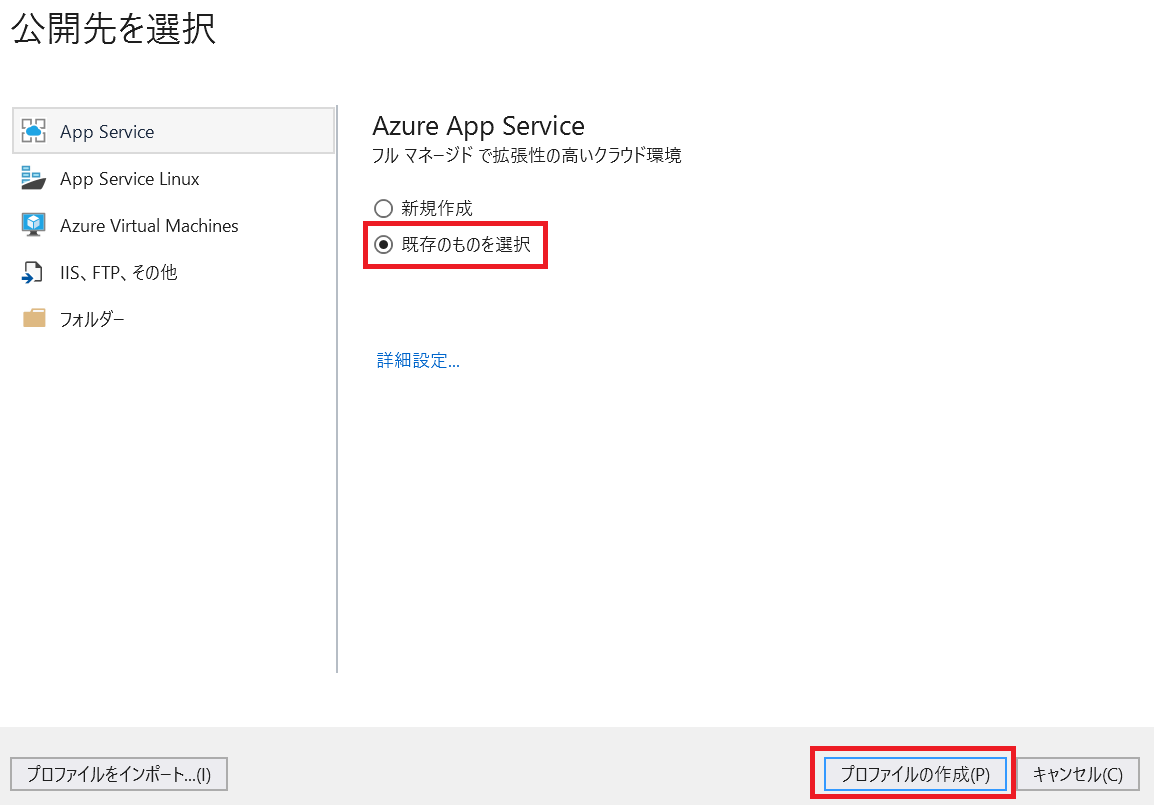 公開先を選択
App Service
App Service Linux
Azure Virtual Machines
IIS、FTP、その他
フォルダー
Azure App Service
フル マネージド で拡張性の高いクラウド環境
新規作成
既存のものを選択
詳細設定...
プロファイルをインポート...(I)
プロファイルの作成(P)
キャンセル(C)